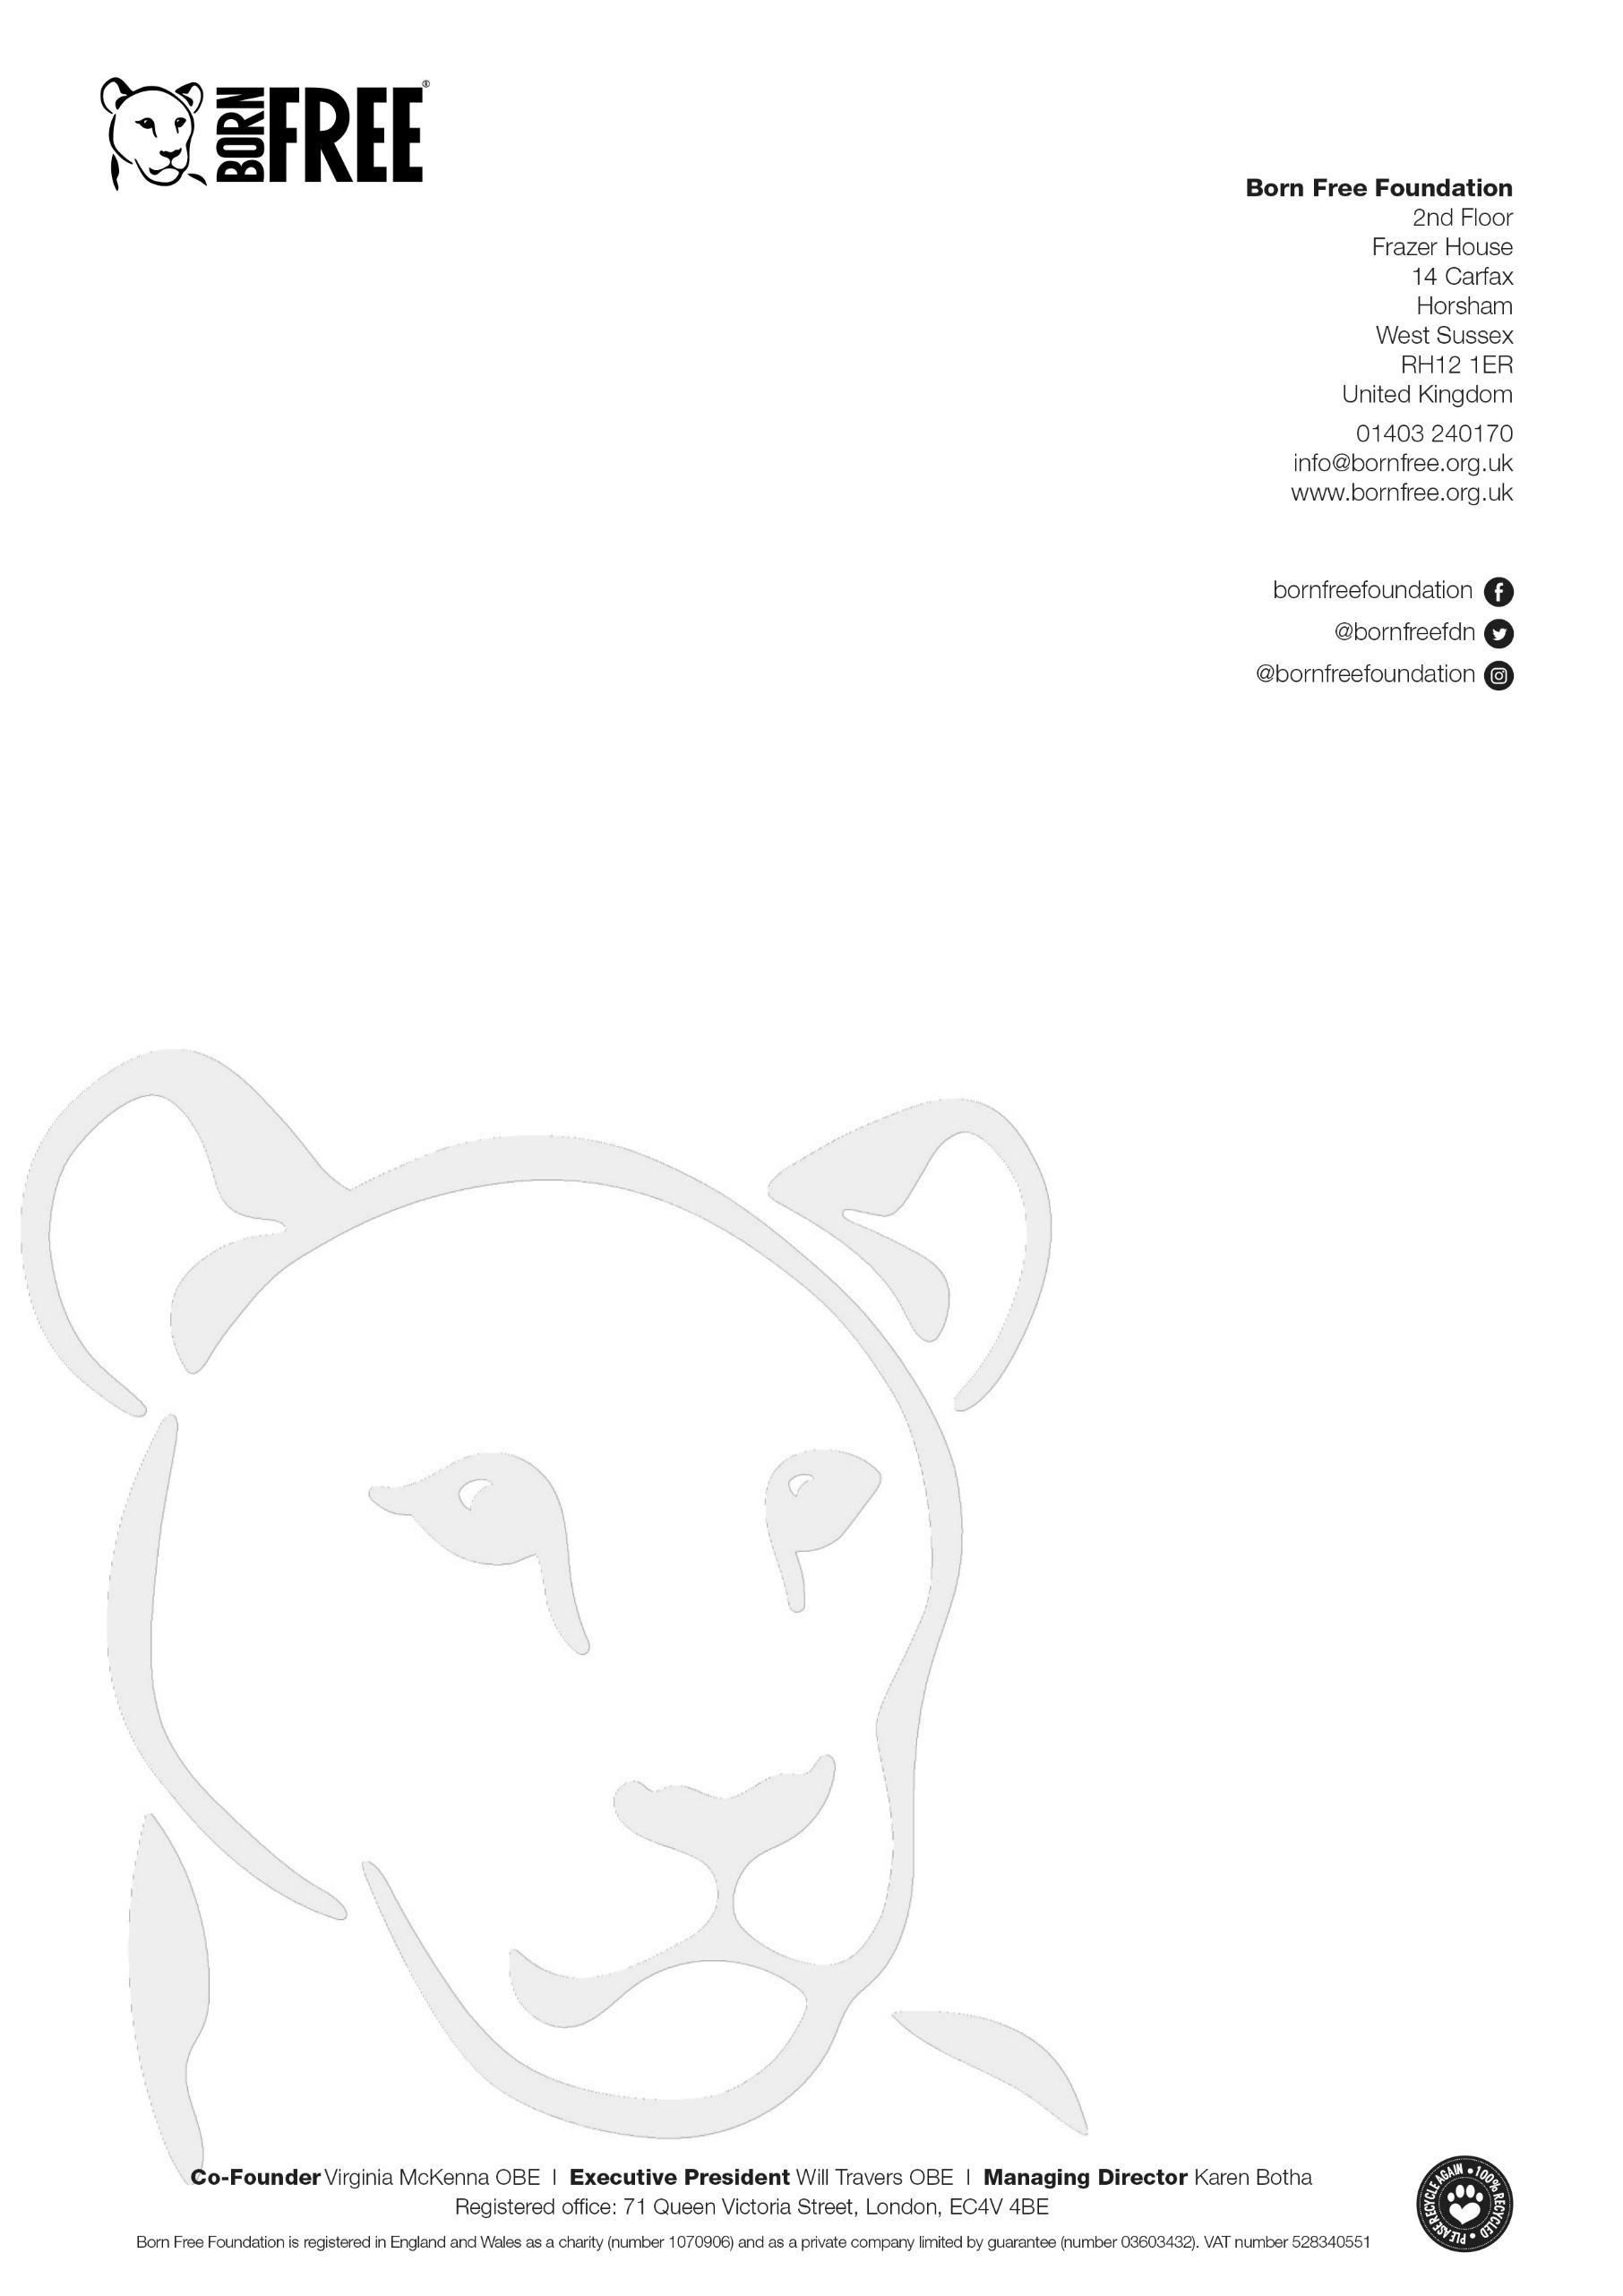 BORN FREE®
Born Free Foundation
2nd Floor
Frazer House
14 Carfax
Horsham
West Sussex
RH12 1ER
United Kingdom
01403 240170
info@bornfree.org.uk
www.bornfree.org.uk
bornfreefoundation
@bornfreefdn
@bornfreefoundation
Co-Founder Virginia McKenna OBE | Executive President Will Travers OBE | Managing Director Karen Botha
Registered office: 71 Queen Victoria Street, London, EC4V 4BE
Born Free Foundation is registered in England and Wales as a charity (number 1070906) and as a private company limited by guarantee (number 03603432). VAT number 528340551
100% RECYCLED • PLEASE RECYCLE AGAIN •